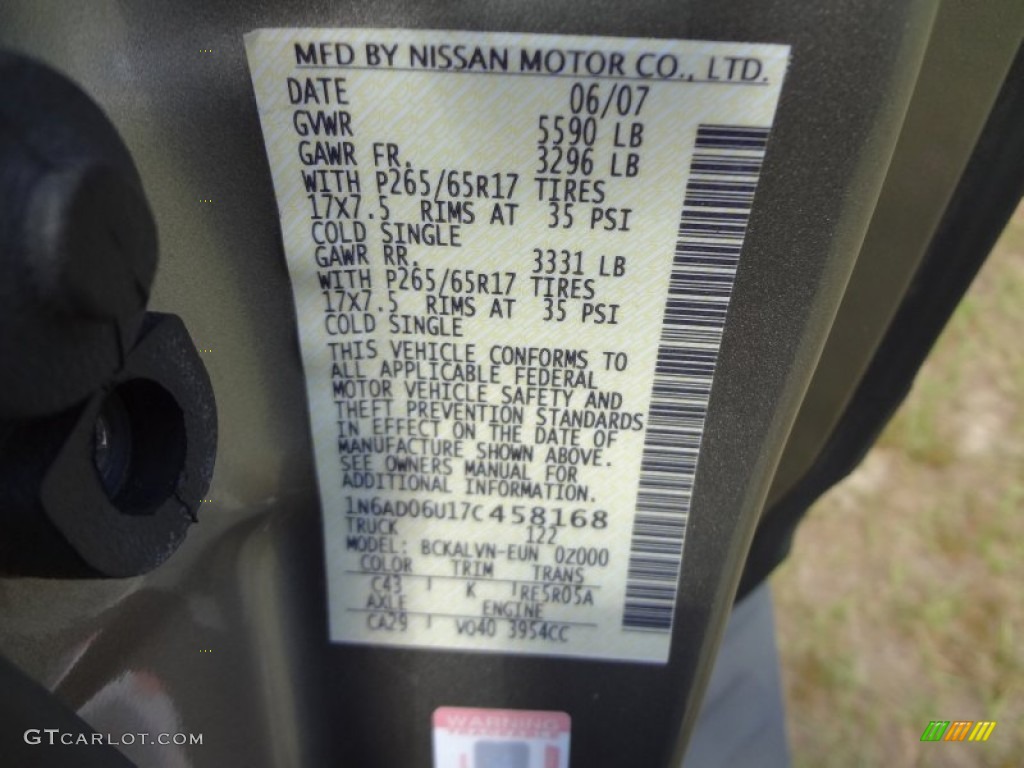 MFD BY NISSAN MOTOR CO., LTD.
DATE 06/07
GVWR 5590 LB
GAWR FR. 3296 LB
WITH P265/65R17 TIRES
17X7.5 RIMS AT 35 PSI
COLD SINGLE
GAWR RR. 3331 LB
WITH P265/65R17 TIRES
17X7.5 RIMS AT 35 PSI
COLD SINGLE
THIS VEHICLE CONFORMS TO
ALL APPLICABLE FEDERAL
MOTOR VEHICLE SAFETY AND
THEFT PREVENTION STANDARDS
IN EFFECT ON THE DATE OF
MANUFACTURE SHOWN ABOVE.
SEE OWNERS MANUAL FOR
ADDITIONAL INFORMATION.
1N6AD06U17C458168
TRUCK 122
MODEL: BCKALVN-EUN 0Z000
COLOR TRIM TRANS
C43 K RE5R05A
AXLE ENGINE
CA29 VQ40 3954CC
WARNING
GTCARLOT.COM